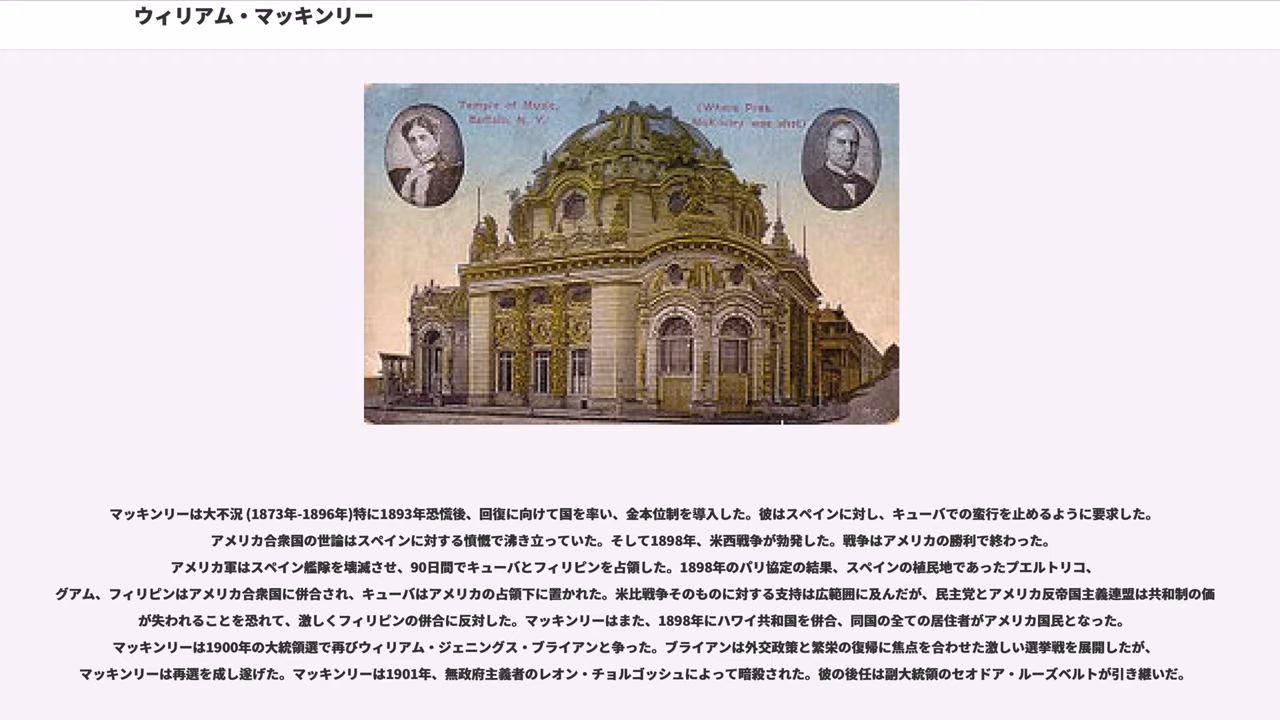 ウィリアム・マッキンリー
Temple of Music, (Where Pres.
Buffalo, N. Y. McKinley was shot.)
マッキンリーは大不況 (1873年-1896年)特に1893年恐慌後、回復に向けて国を率い、金本位制を導入した。彼はスペインに対し、キューバでの蛮行を止めるように要求した。
アメリカ合衆国の世論はスペインに対する憤慨で沸き立っていた。そして1898年、米西戦争が勃発した。戦争はアメリカの勝利で終わった。
アメリカ軍はスペイン艦隊を壊滅させ、90日間でキューバとフィリピンを占領した。1898年のパリ協定の結果、スペインの植民地であったプエルトリコ、
グアム、フィリピンはアメリカ合衆国に併合され、キューバはアメリカの占領下に置かれた。米比戦争そのものに対する支持は広範囲に及んだが、民主党とアメリカ反帝国主義連盟は共和制の価
が失われることを恐れて、激しくフィリピンの併合に反対した。マッキンリーはまた、1898年にハワイ共和国を併合、同国の全ての居住者がアメリカ国民となった。
マッキンリーは1900年の大統領選で再びウィリアム・ジェニングス・ブライアンと争った。ブライアンは外交政策と繁栄の復帰に焦点を合わせた激しい選挙戦を展開したが、
マッキンリーは再選を成し遂げた。マッキンリーは1901年、無政府主義者のレオン・チョルゴッシュによって暗殺された。彼の後任は副大統領のセオドア・ルーズベルトが引き継いだ。